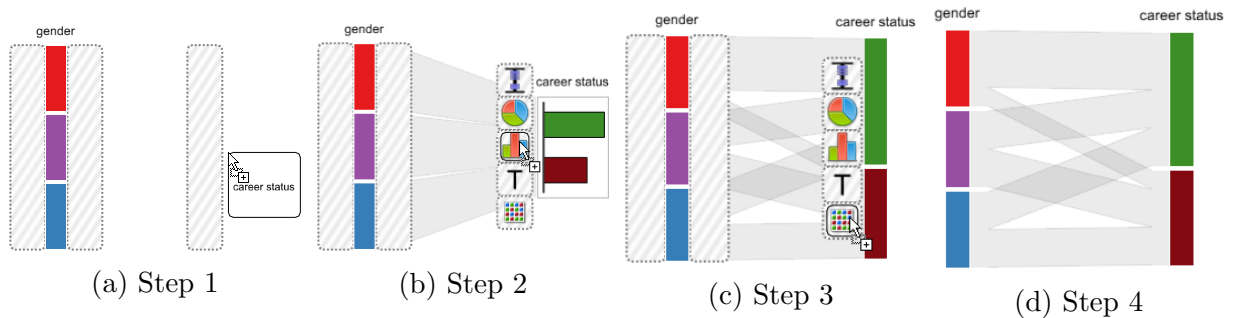 gender
career status
(a) Step 1
gender
career status
T
(b) Step 2
gender
career status
T
(c) Step 3
gender
career status
(d) Step 4